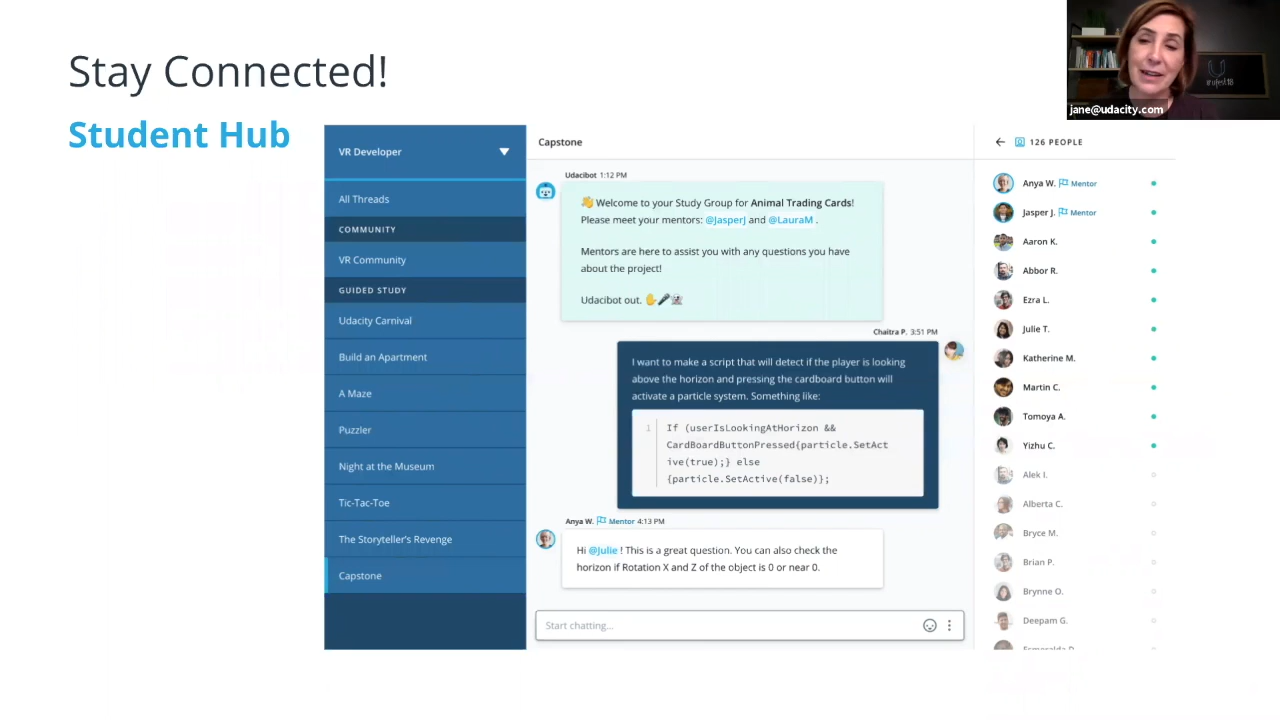 Stay Connected!
Student Hub
jane@udacity.com
VR Developer
All Threads
COMMUNITY
VR Community
GUIDED STUDY
Udacity Carnival
Build an Apartment
A Maze
Puzzler
Night at the Museum
Tic-Tac-Toe
The Storyteller's Revenge
Capstone
Capstone
Udacibot 1:12 PM
👋 Welcome to your Study Group for Animal Trading Cards!
Please meet your mentors: @JasperJ and @LauraM .
Mentors are here to assist you with any questions you have
about the project!
Udacibot out. ✋🎤
Chaitra P. 3:51 PM
I want to make a script that will detect if the player is looking
above the horizon and pressing the cardboard button will
activate a particle system. Something like:
1 If (userIsLookingAtHorizon &&
CardBoardButtonPressed{particle.SetAct
ive(true);} else
{particle.SetActive(false)};
Anya W. Mentor 4:13 PM
Hi @Julie ! This is a great question. You can also check the
horizon if Rotation X and Z of the object is 0 or near 0.
Start chatting...
126 PEOPLE
Anya W. Mentor
Jasper J. Mentor
Aaron K.
Abbor R.
Ezra L.
Julie T.
Katherine M.
Martin C.
Tomoya A.
Yizhu C.
Alek I.
Alberta C.
Bryce M.
Brian P.
Brynne O.
Deepam G.